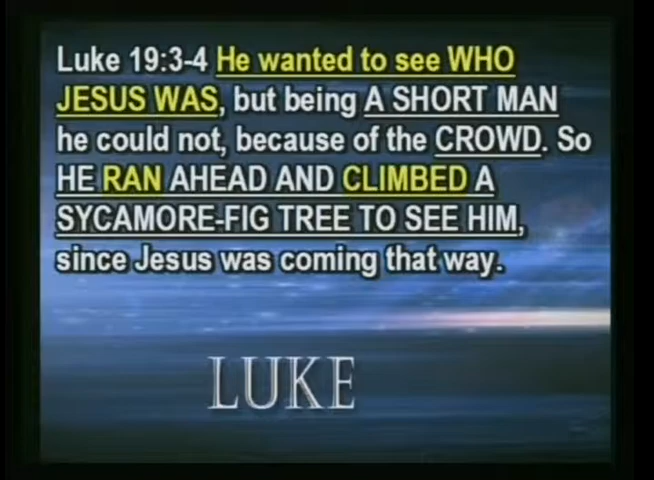 Luke 19:3-4 He wanted to see WHO
JESUS WAS, but being A SHORT MAN
he could not, because of the CROWD. So
HE RAN AHEAD AND CLIMBED A
SYCAMORE-FIG TREE TO SEE HIM,
since Jesus was coming that way.
LUKE